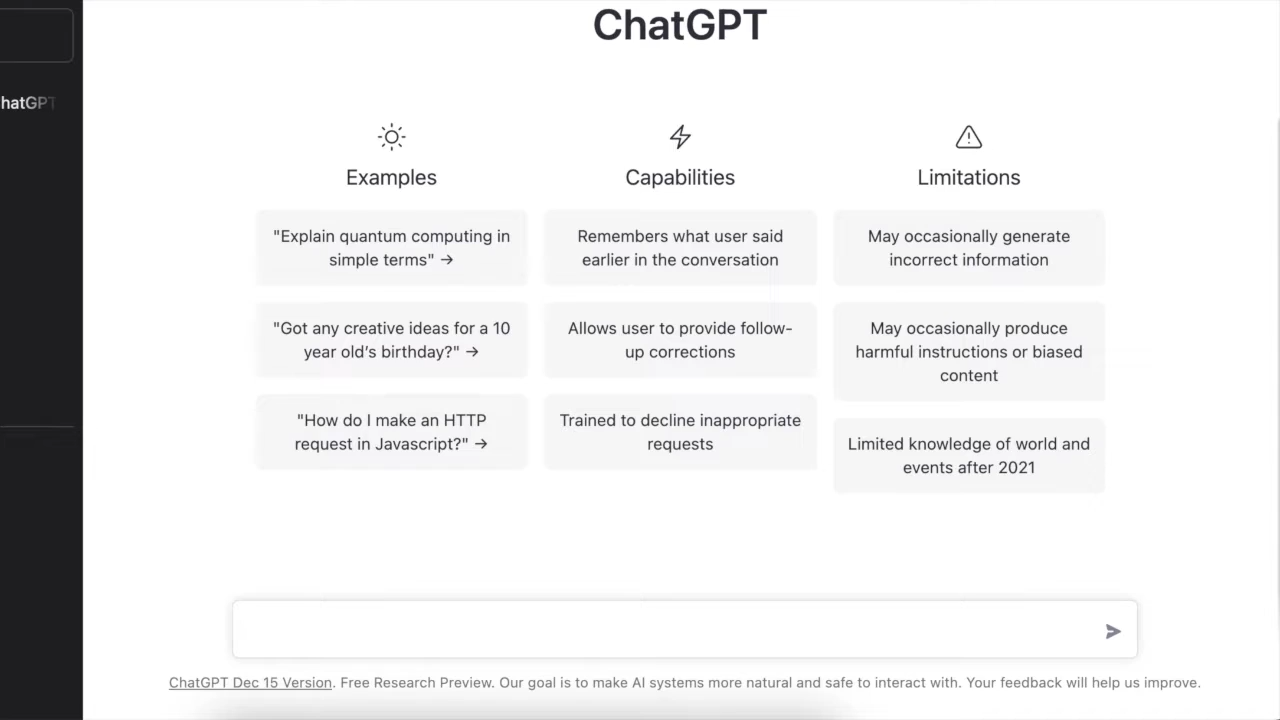 ChatGPT
hatGPT
Examples
"Explain quantum computing in
simple terms" →
"Got any creative ideas for a 10
year old’s birthday?" →
"How do I make an HTTP
request in Javascript?" →
Capabilities
Remembers what user said
earlier in the conversation
Allows user to provide follow-
up corrections
Trained to decline inappropriate
requests
Limitations
May occasionally generate
incorrect information
May occasionally produce
harmful instructions or biased
content
Limited knowledge of world and
events after 2021
ChatGPT Dec 15 Version. Free Research Preview. Our goal is to make AI systems more natural and safe to interact with. Your feedback will help us improve.